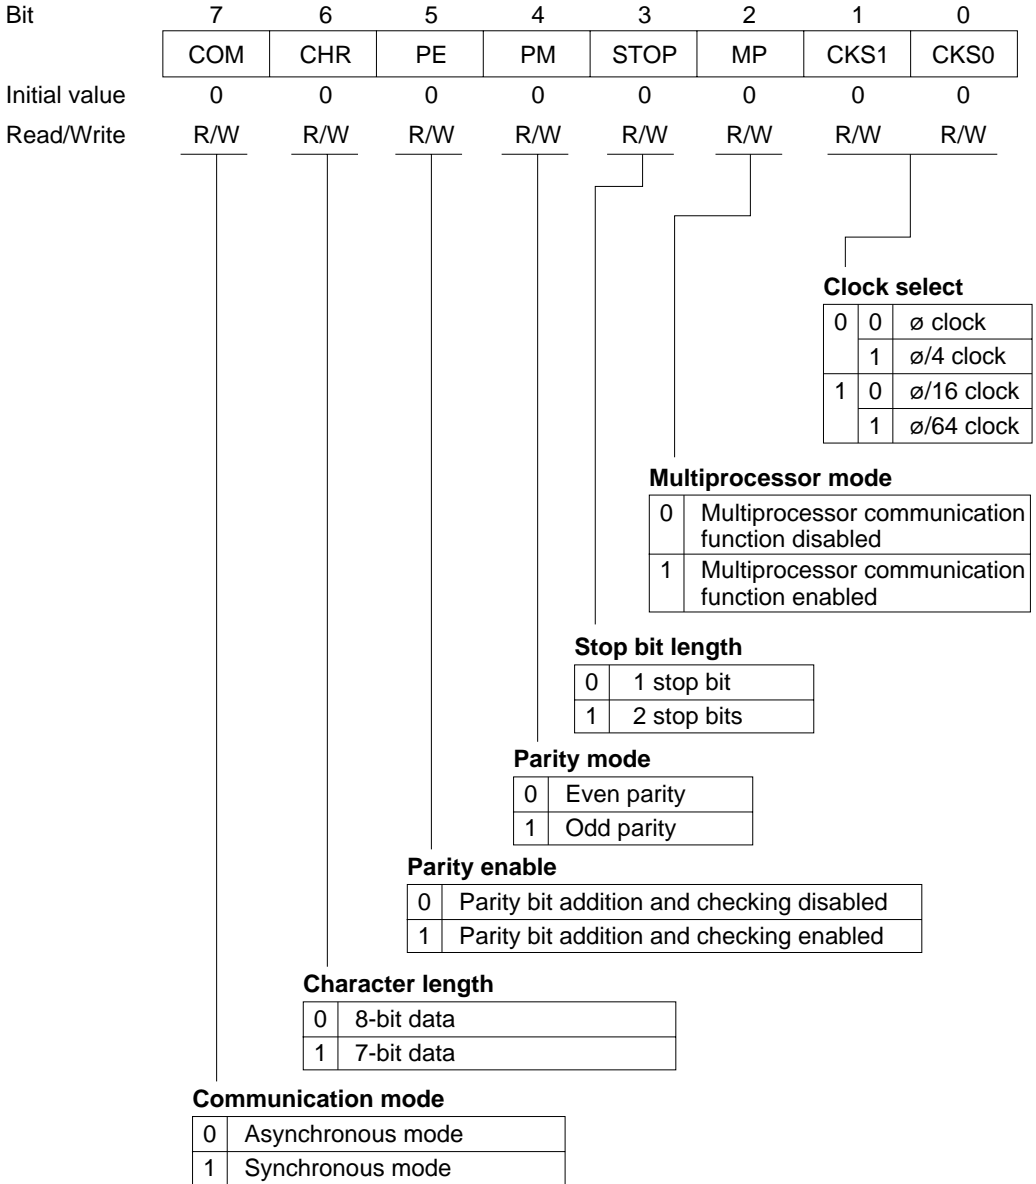 Bit 7 6 5 4 3 2 1 0
COM CHR PE PM STOP MP CKS1 CKS0
Initial value 0 0 0 0 0 0 0 0
Read/Write R/W R/W R/W R/W R/W R/W R/W R/W
Clock select
0 0 ø clock
1 ø/4 clock
1 0 ø/16 clock
1 ø/64 clock
Multiprocessor mode
0 Multiprocessor communication
function disabled
1 Multiprocessor communication
function enabled
Stop bit length
0 1 stop bit
1 2 stop bits
Parity mode
0 Even parity
1 Odd parity
Parity enable
0 Parity bit addition and checking disabled
1 Parity bit addition and checking enabled
Character length
0 8-bit data
1 7-bit data
Communication mode
0 Asynchronous mode
1 Synchronous mode